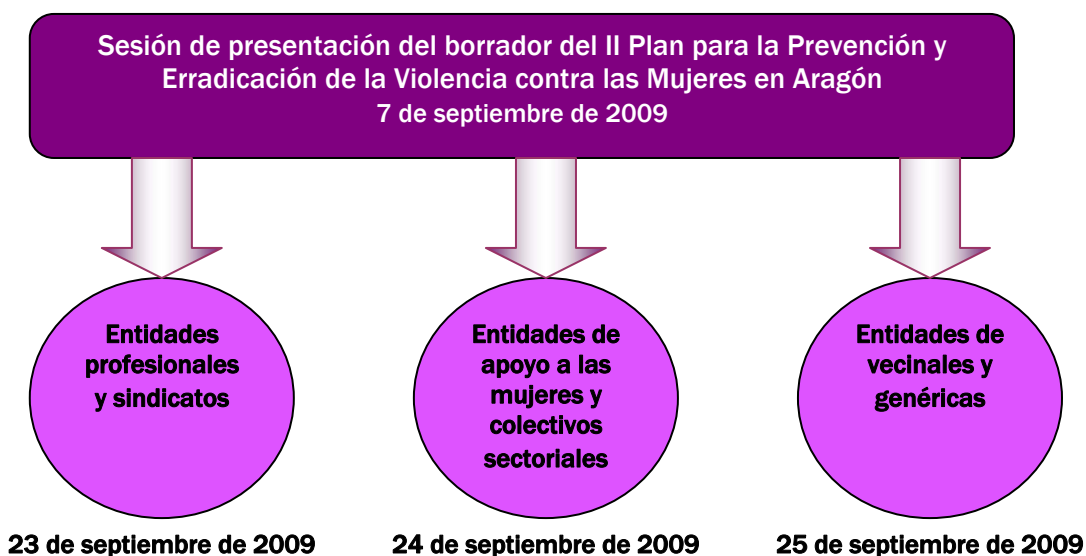 Sesión de presentación del borrador del II Plan para la Prevención y
Erradicación de la Violencia contra las Mujeres en Aragón
7 de septiembre de 2009
Entidades
profesionales
y sindicatos
Entidades de
apoyo a las
mujeres y
colectivos
sectoriales
Entidades de
vecinales y
genéricas
23 de septiembre de 2009
24 de septiembre de 2009
25 de septiembre de 2009